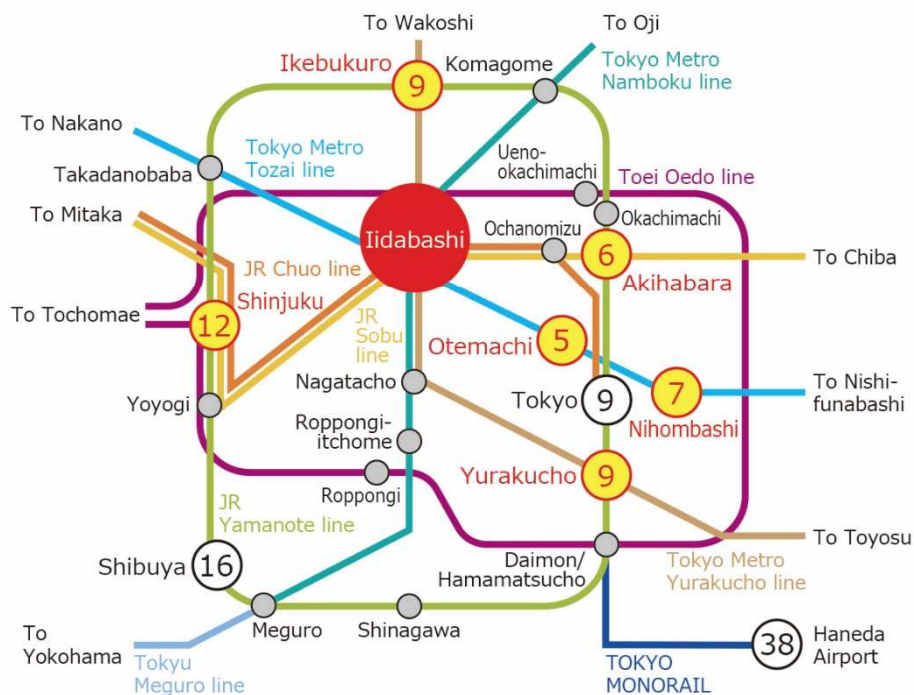 To Wakoshi
To Oji
Ikebukuro
9
Komagome
Tokyo Metro
Namboku line
To Nakano
Takadanobaba
Tokyo Metro
Tozai line
Ueno-
okachimachi
Toei Oedo line
To Mitaka
Iidabashi
Ochanomizu
Okachimachi
JR Chuo line
6
Akihabara
To Chiba
Shinjuku
12
To Tochomae
JR
Sobu
line
Otemachi
5
Nagatacho
Yoyogi
Tokyo
9
7
Nihombashi
To Nishi-
funabashi
Roppongi-
itchome
Roppongi
Yurakucho
9
JR
Yamanote line
To Toyosu
Shibuya
16
Daimon/
Hamamatsucho
Tokyo Metro
Yurakucho line
Meguro
Shinagawa
To
Yokohama
Tokyu
Meguro line
TOKYO
MONORAIL
38
Haneda
Airport